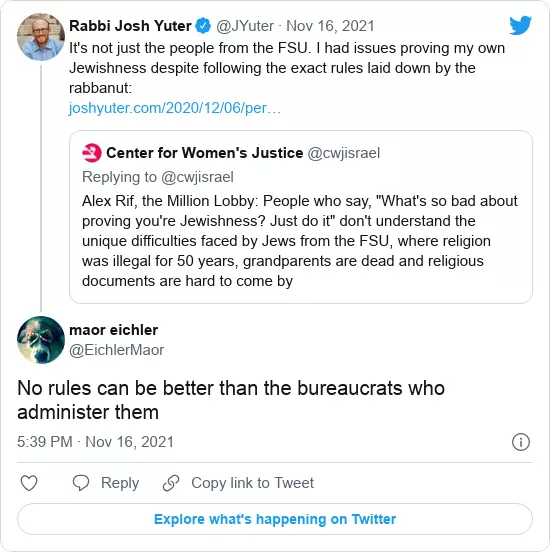 Rabbi Josh Yuter @JYuter · Nov 16, 2021
It's not just the people from the FSU. I had issues proving my own
Jewishness despite following the exact rules laid down by the
rabbanut:
joshyuter.com/2020/12/06/per…
Center for Women's Justice @cwjisrael
Replying to @cwjisrael
Alex Rif, the Million Lobby: People who say, "What's so bad about
proving you're Jewishness? Just do it" don't understand the
unique difficulties faced by Jews from the FSU, where religion
was illegal for 50 years, grandparents are dead and religious
documents are hard to come by
maor eichler
@EichlerMaor
No rules can be better than the bureaucrats who
administer them
5:39 PM · Nov 16, 2021
Reply
Copy link to Tweet
Explore what's happening on Twitter